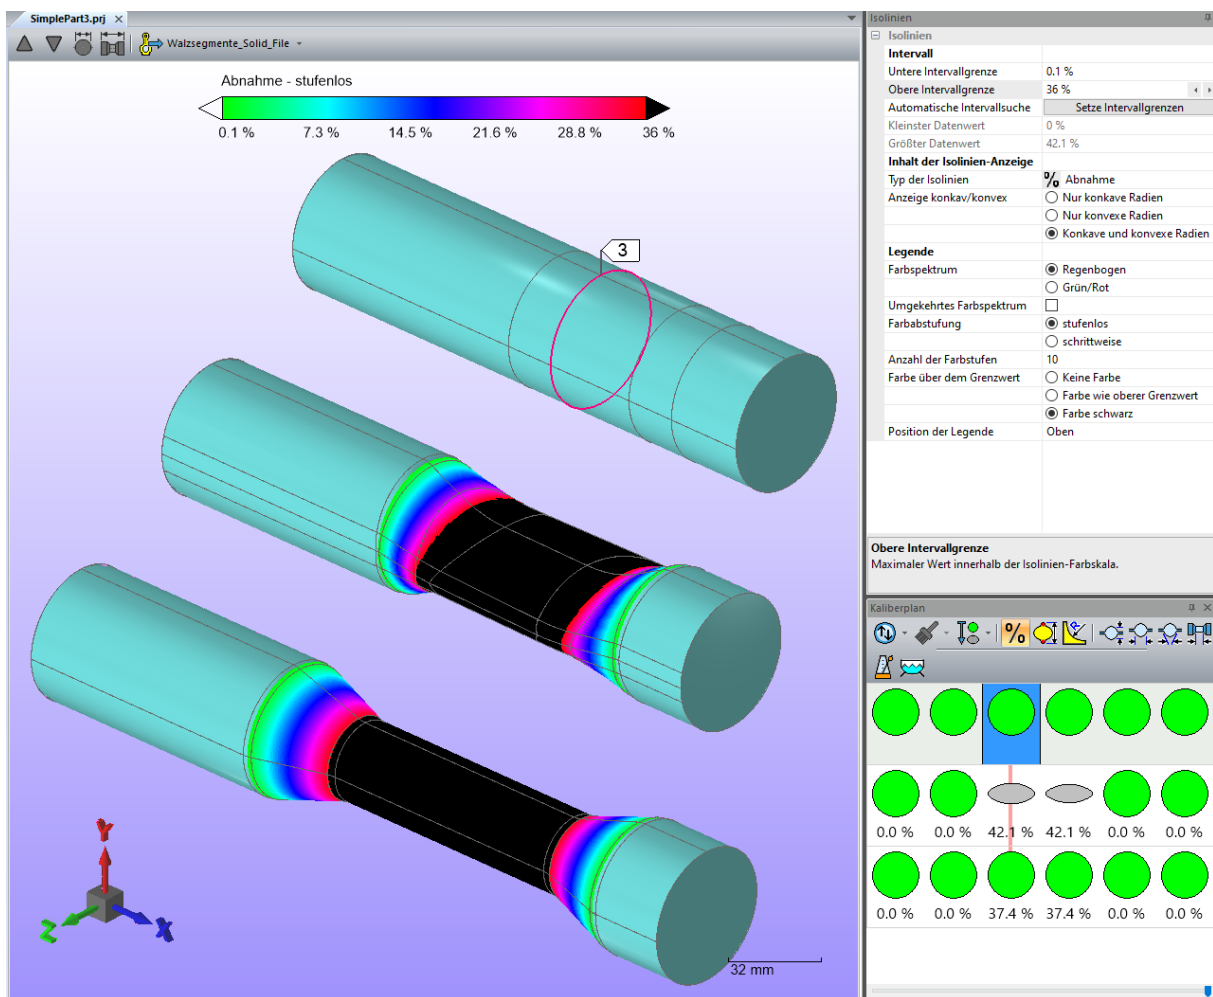 SimplePart3.prj ×
Walzsegmente_Solid_File
Abnahme - stufenlos
0.1 % 7.3 % 14.5 % 21.6 % 28.8 % 36 %
3
Y
Z
X
32 mm
Isolinien
Isolinien
Intervall
Untere Intervallgrenze 0.1 %
Obere Intervallgrenze 36 %
Automatische Intervallsuche Setze Intervallgrenzen
Kleinster Datenwert 0 %
Größter Datenwert 42.1 %
Inhalt der Isolinien-Anzeige
Typ der Isolinien % Abnahme
Anzeige konkav/konvex Nur konkave Radien
Nur konvexe Radien
Konkave und konvexe Radien
Legende
Farbspektrum Regenbogen
Grün/Rot
Umgekehrtes Farbspektrum
Farbabstufung stufenlos
schrittweise
Anzahl der Farbstufen 10
Farbe über dem Grenzwert Keine Farbe
Farbe wie oberer Grenzwert
Farbe schwarz
Position der Legende Oben
Obere Intervallgrenze
Maximaler Wert innerhalb der Isolinien-Farbskala.
Kaliberplan
%
0.0 % 0.0 % 42.1 % 42.1 % 0.0 % 0.0 %
0.0 % 0.0 % 37.4 % 37.4 % 0.0 % 0.0 %